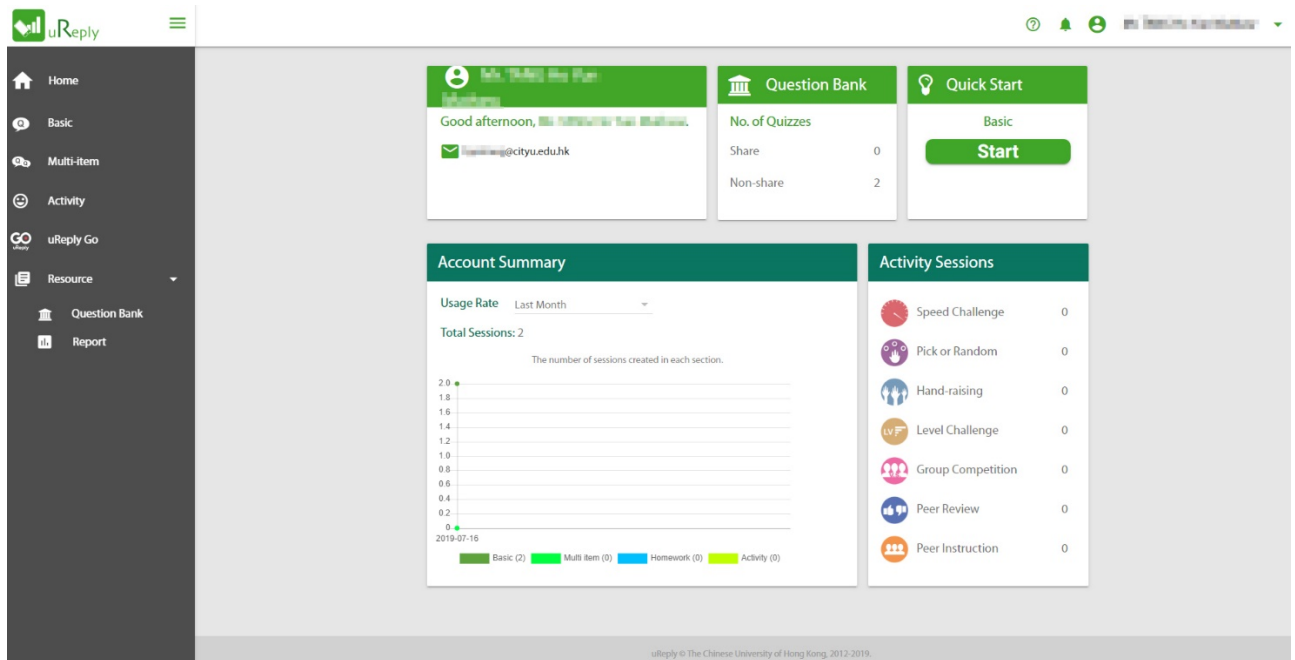 uReply
Home
Basic
Multi-item
Activity
GO
uReply
uReply Go
Resource
Question Bank
Report
Good afternoon,
@cityu.edu.hk
Question Bank
No. of Quizzes
Share 0
Non-share 2
Quick Start
Basic
Start
Account Summary
Usage Rate Last Month
Total Sessions: 2
The number of sessions created in each section.
2.0
1.8
1.6
1.4
1.2
1.0
0.8
0.6
0.4
0.2
0
2019-07-16
Basic (2) Multi item (0) Homework (0) Activity (0)
Activity Sessions
Speed Challenge 0
Pick or Random 0
Hand-raising 0
LV
Level Challenge 0
Group Competition 0
Peer Review 0
Peer Instruction 0
uReply © The Chinese University of Hong Kong, 2012-2019.